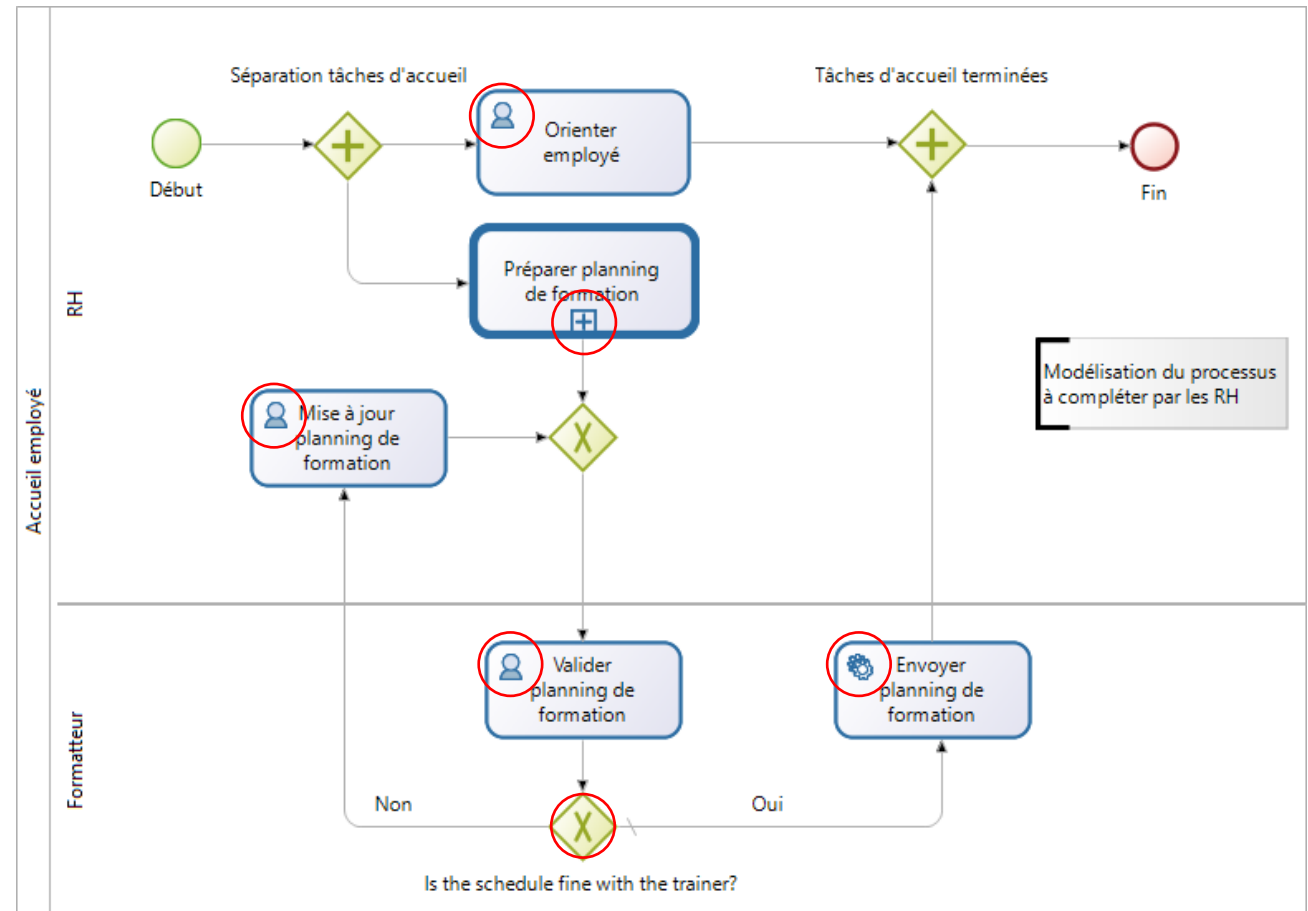 Accueil employé
RH
Séparation tâches d'accueil
Tâches d'accueil terminées
Début
Orienter
employé
Fin
Préparer planning
de formation
Modélisation du processus
à compléter par les RH
Mise à jour
planning de
formation
Formatteur
Valider
planning de
formation
Envoyer
planning de
formation
Non
Oui
Is the schedule fine with the trainer?